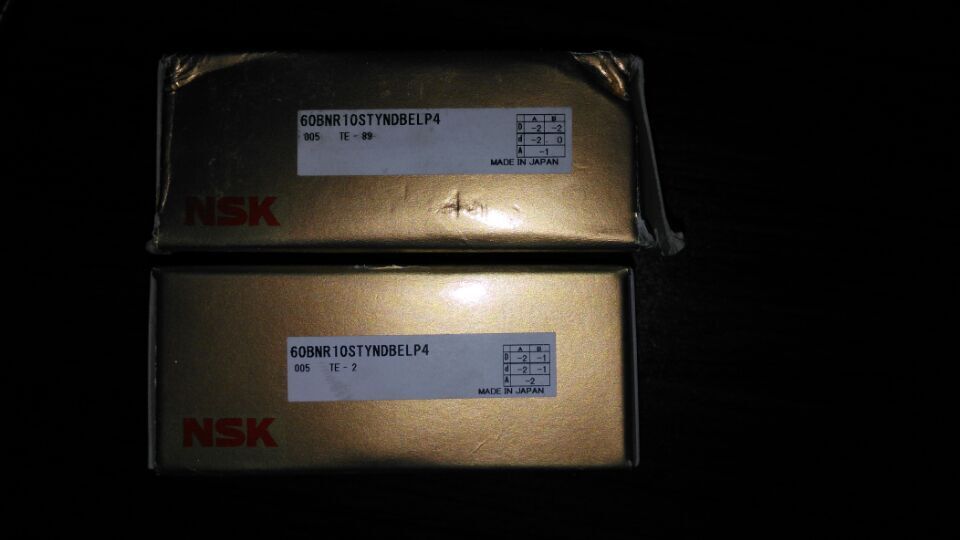 60BNR10STYNDBELP4
005 TE - 89
A B
D -2 -2
d -2 0
A -1
MADE IN JAPAN
NSK
60BNR10STYNDBELP4
005 TE - 2
A B
D -2 -1
d -2 -1
A -2
MADE IN JAPAN
NSK